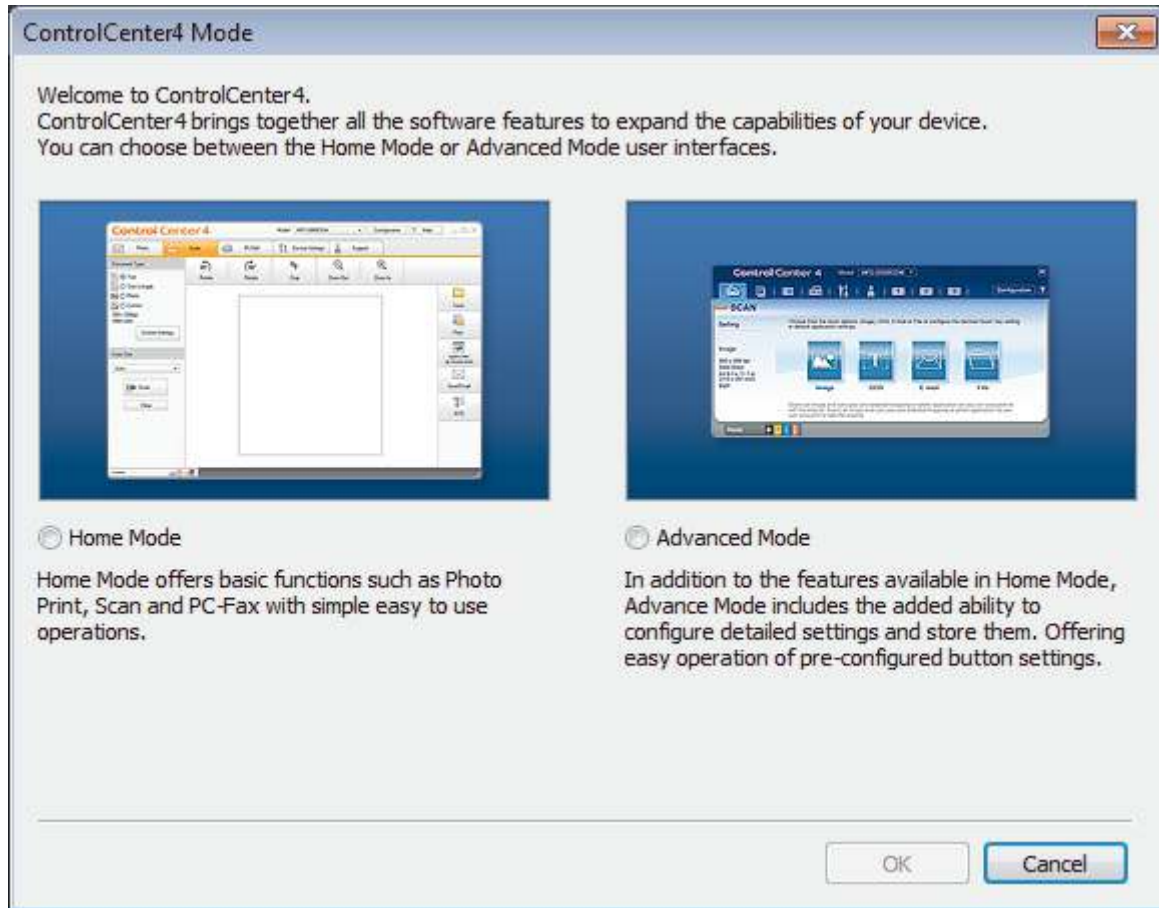 ControlCenter4 Mode
Welcome to ControlCenter4.
ControlCenter4 brings together all the software features to expand the capabilities of your device.
You can choose between the Home Mode or Advanced Mode user interfaces.
Control Center 4
Control Center 4
SCAN
Image
Home Mode
Home Mode offers basic functions such as Photo
Print, Scan and PC-Fax with simple easy to use
operations.
Advanced Mode
In addition to the features available in Home Mode,
Advance Mode includes the added ability to
configure detailed settings and store them. Offering
easy operation of pre-configured button settings.
OK
Cancel